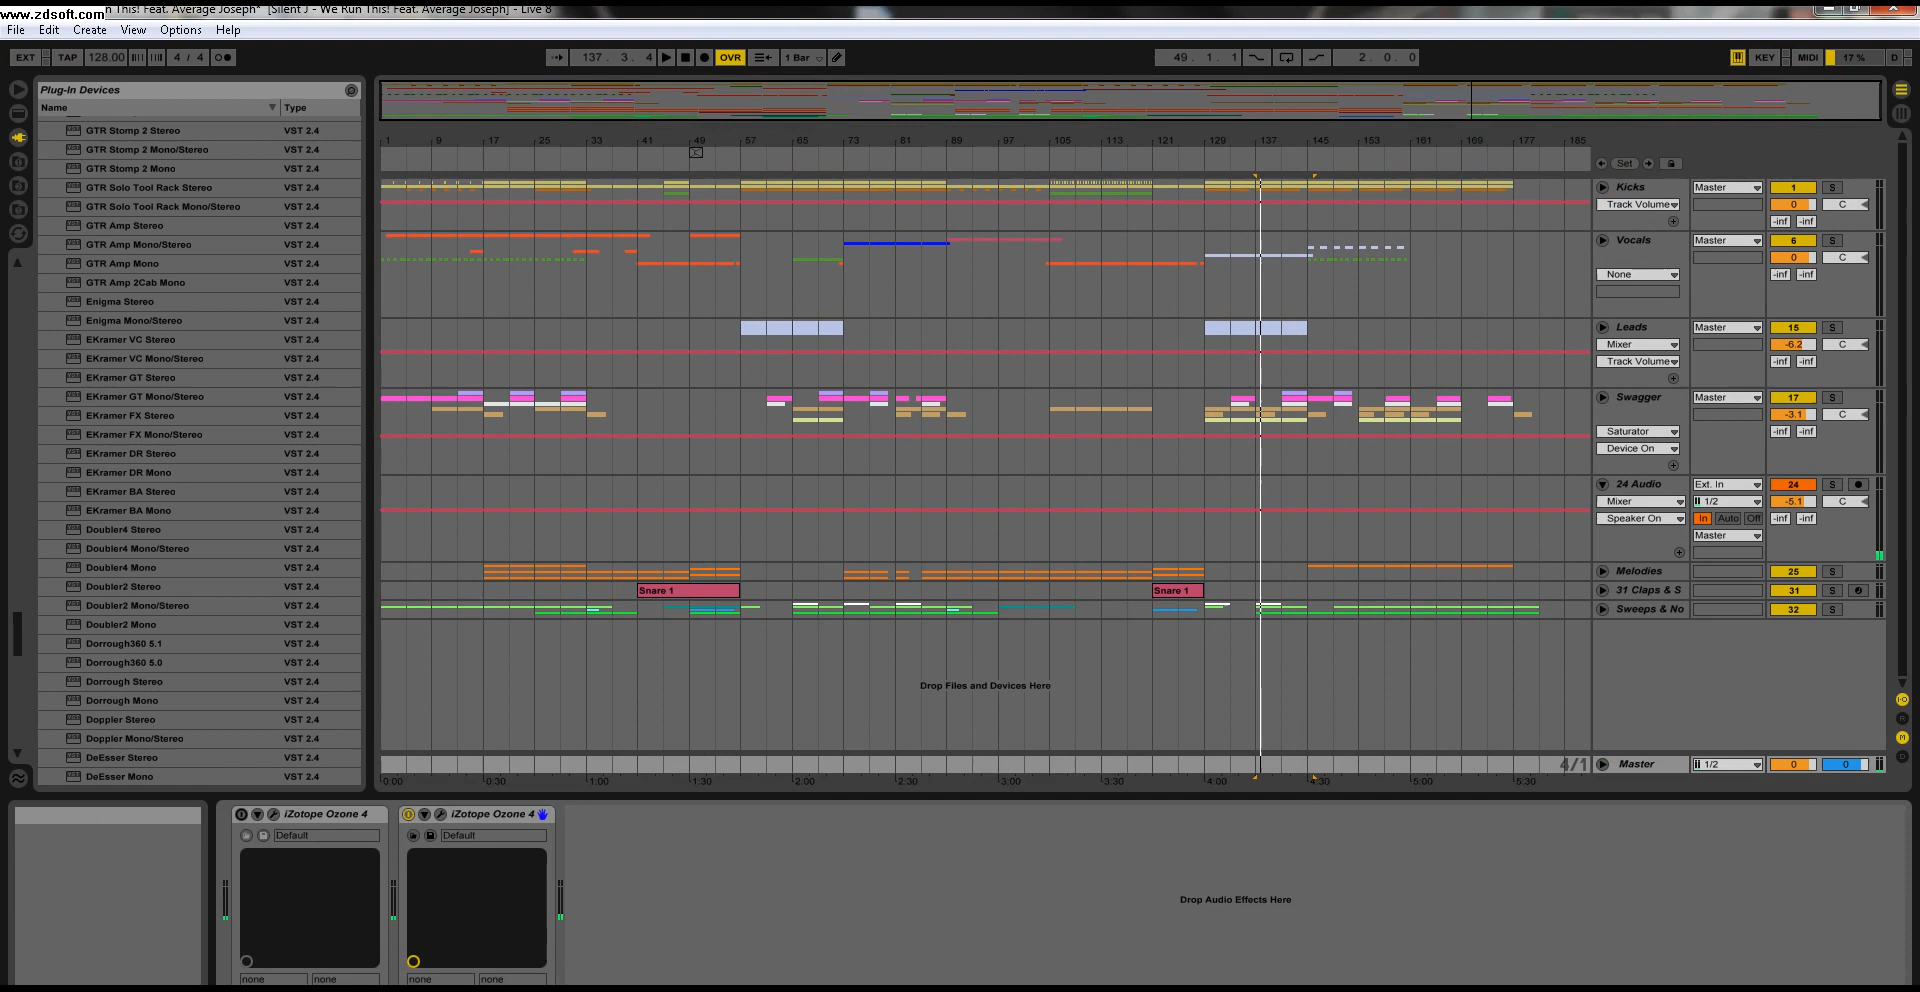 www.zdsoft.com
n This! Feat. Average Joseph* [Silent J - We Run This! Feat. Average Joseph] - Live 8
File Edit Create View Options Help
EXT TAP 128.00 4 / 4 137. 3. 4 OVR 1 Bar 49. 1. 1 2. 0. 0 KEY MIDI 17 % D
Plug-In Devices
Name Type
GTR Stomp 2 Stereo VST 2.4
GTR Stomp 2 Mono/Stereo VST 2.4
GTR Stomp 2 Mono VST 2.4
GTR Solo Tool Rack Stereo VST 2.4
GTR Solo Tool Rack Mono/Stereo VST 2.4
GTR Amp Stereo VST 2.4
GTR Amp Mono/Stereo VST 2.4
GTR Amp Mono VST 2.4
GTR Amp 2Cab Mono VST 2.4
Enigma Stereo VST 2.4
Enigma Mono/Stereo VST 2.4
EKramer VC Stereo VST 2.4
EKramer VC Mono/Stereo VST 2.4
EKramer GT Stereo VST 2.4
EKramer GT Mono/Stereo VST 2.4
EKramer FX Stereo VST 2.4
EKramer FX Mono/Stereo VST 2.4
EKramer DR Stereo VST 2.4
EKramer DR Mono VST 2.4
EKramer BA Stereo VST 2.4
EKramer BA Mono VST 2.4
Doubler4 Stereo VST 2.4
Doubler4 Mono/Stereo VST 2.4
Doubler4 Mono VST 2.4
Doubler2 Stereo VST 2.4
Doubler2 Mono/Stereo VST 2.4
Doubler2 Mono VST 2.4
Dorrough360 5.1 VST 2.4
Dorrough360 5.0 VST 2.4
Dorrough Stereo VST 2.4
Dorrough Mono VST 2.4
Doppler Stereo VST 2.4
Doppler Mono/Stereo VST 2.4
DeEsser Stereo VST 2.4
DeEsser Mono VST 2.4
1 9 17 25 33 41 49 57 65 73 81 89 97 105 113 121 129 137 145 153 161 169 177 185
Set
Kicks Master 1 S
Track Volume 0 C
-inf -inf
Vocals Master 6 S
0 C
None -inf -inf
Leads Master 15 S
Mixer -6.2 C
Track Volume -inf -inf
Swagger Master 17 S
-3.1 C
Saturator -inf -inf
Device On
24 Audio Ext. In 24 S
Mixer 1/2 -5.1 C
Speaker On In Auto Off -inf -inf
Master
Melodies 25 S
Snare 1 Snare 1 31 Claps & S 31 S
Sweeps & No 32 S
Drop Files and Devices Here
4/1 Master 1/2 0 0
0:00 0:30 1:00 1:30 2:00 2:30 3:00 3:30 4:00 4:30 5:00 5:30
iZotope Ozone 4 iZotope Ozone 4
Default Default
Drop Audio Effects Here
none none none none